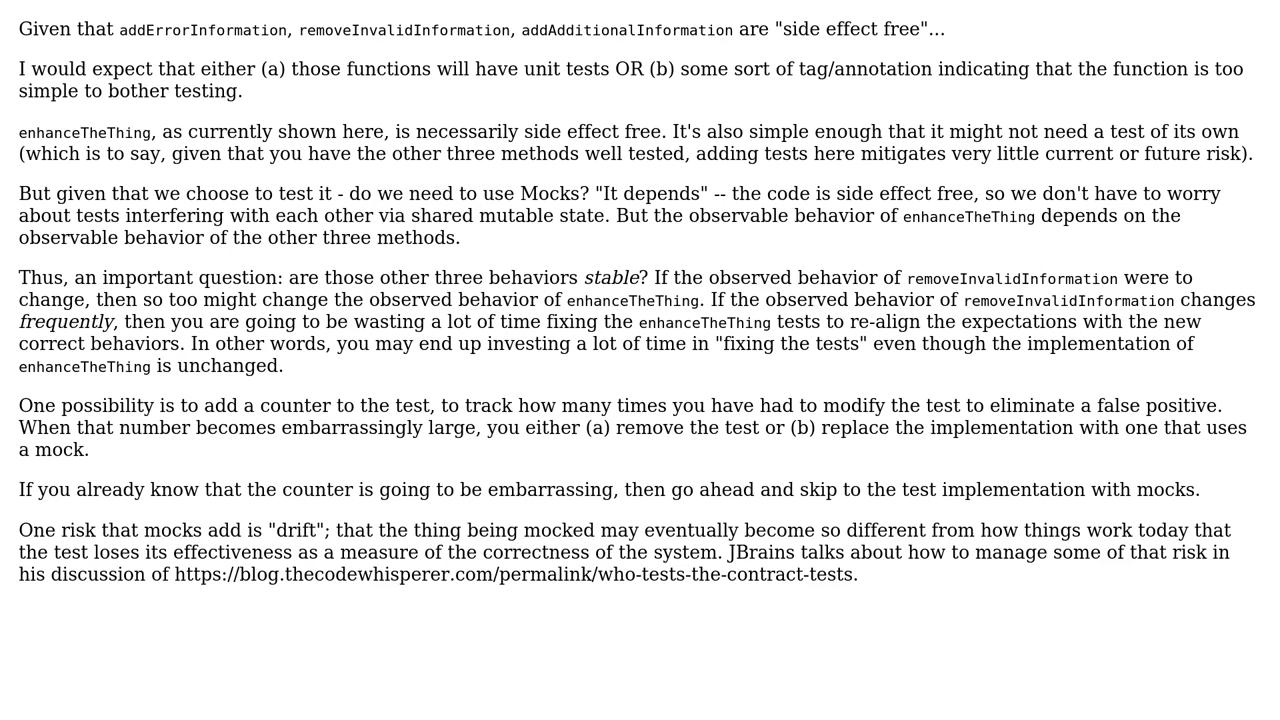 Given that addErrorInformation, removeInvalidInformation, addAdditionalInformation are "side effect free"...
I would expect that either (a) those functions will have unit tests OR (b) some sort of tag/annotation indicating that the function is too
simple to bother testing.
enhanceTheThing, as currently shown here, is necessarily side effect free. It's also simple enough that it might not need a test of its own
(which is to say, given that you have the other three methods well tested, adding tests here mitigates very little current or future risk).
But given that we choose to test it - do we need to use Mocks? "It depends" -- the code is side effect free, so we don't have to worry
about tests interfering with each other via shared mutable state. But the observable behavior of enhanceTheThing depends on the
observable behavior of the other three methods.
Thus, an important question: are those other three behaviors stable? If the observed behavior of removeInvalidInformation were to
change, then so too might change the observed behavior of enhanceTheThing. If the observed behavior of removeInvalidInformation changes
frequently, then you are going to be wasting a lot of time fixing the enhanceTheThing tests to re-align the expectations with the new
correct behaviors. In other words, you may end up investing a lot of time in "fixing the tests" even though the implementation of
enhanceTheThing is unchanged.
One possibility is to add a counter to the test, to track how many times you have had to modify the test to eliminate a false positive.
When that number becomes embarrassingly large, you either (a) remove the test or (b) replace the implementation with one that uses
a mock.
If you already know that the counter is going to be embarrassing, then go ahead and skip to the test implementation with mocks.
One risk that mocks add is "drift"; that the thing being mocked may eventually become so different from how things work today that
the test loses its effectiveness as a measure of the correctness of the system. JBrains talks about how to manage some of that risk in
his discussion of https://blog.thecodewhisperer.com/permalink/who-tests-the-contract-tests.